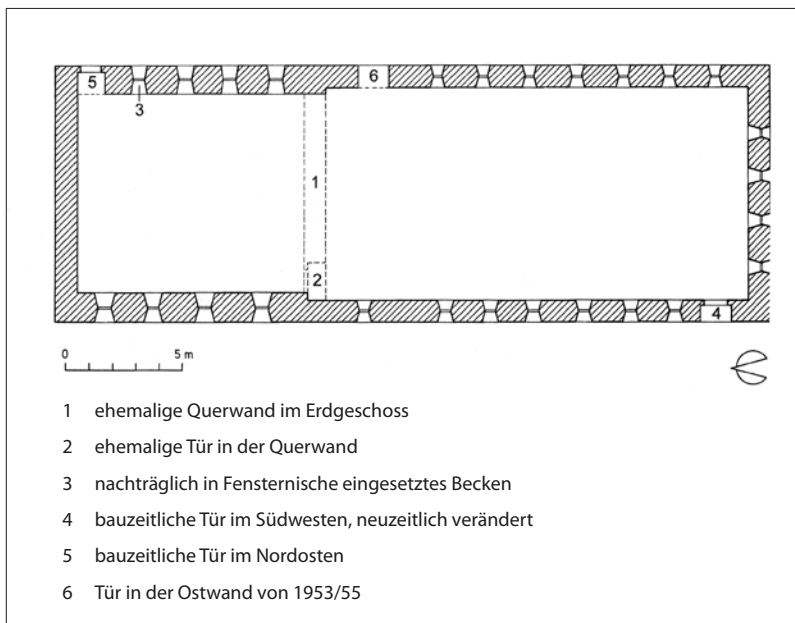 5
6
3
1
2
4
0 5 m
1 ehemalige Querwand im Erdgeschoss
2 ehemalige Tür in der Querwand
3 nachträglich in Fensternische eingesetztes Becken
4 bauzeitliche Tür im Südwesten, neuzeitlich verändert
5 bauzeitliche Tür im Nordosten
6 Tür in der Ostwand von 1953/55